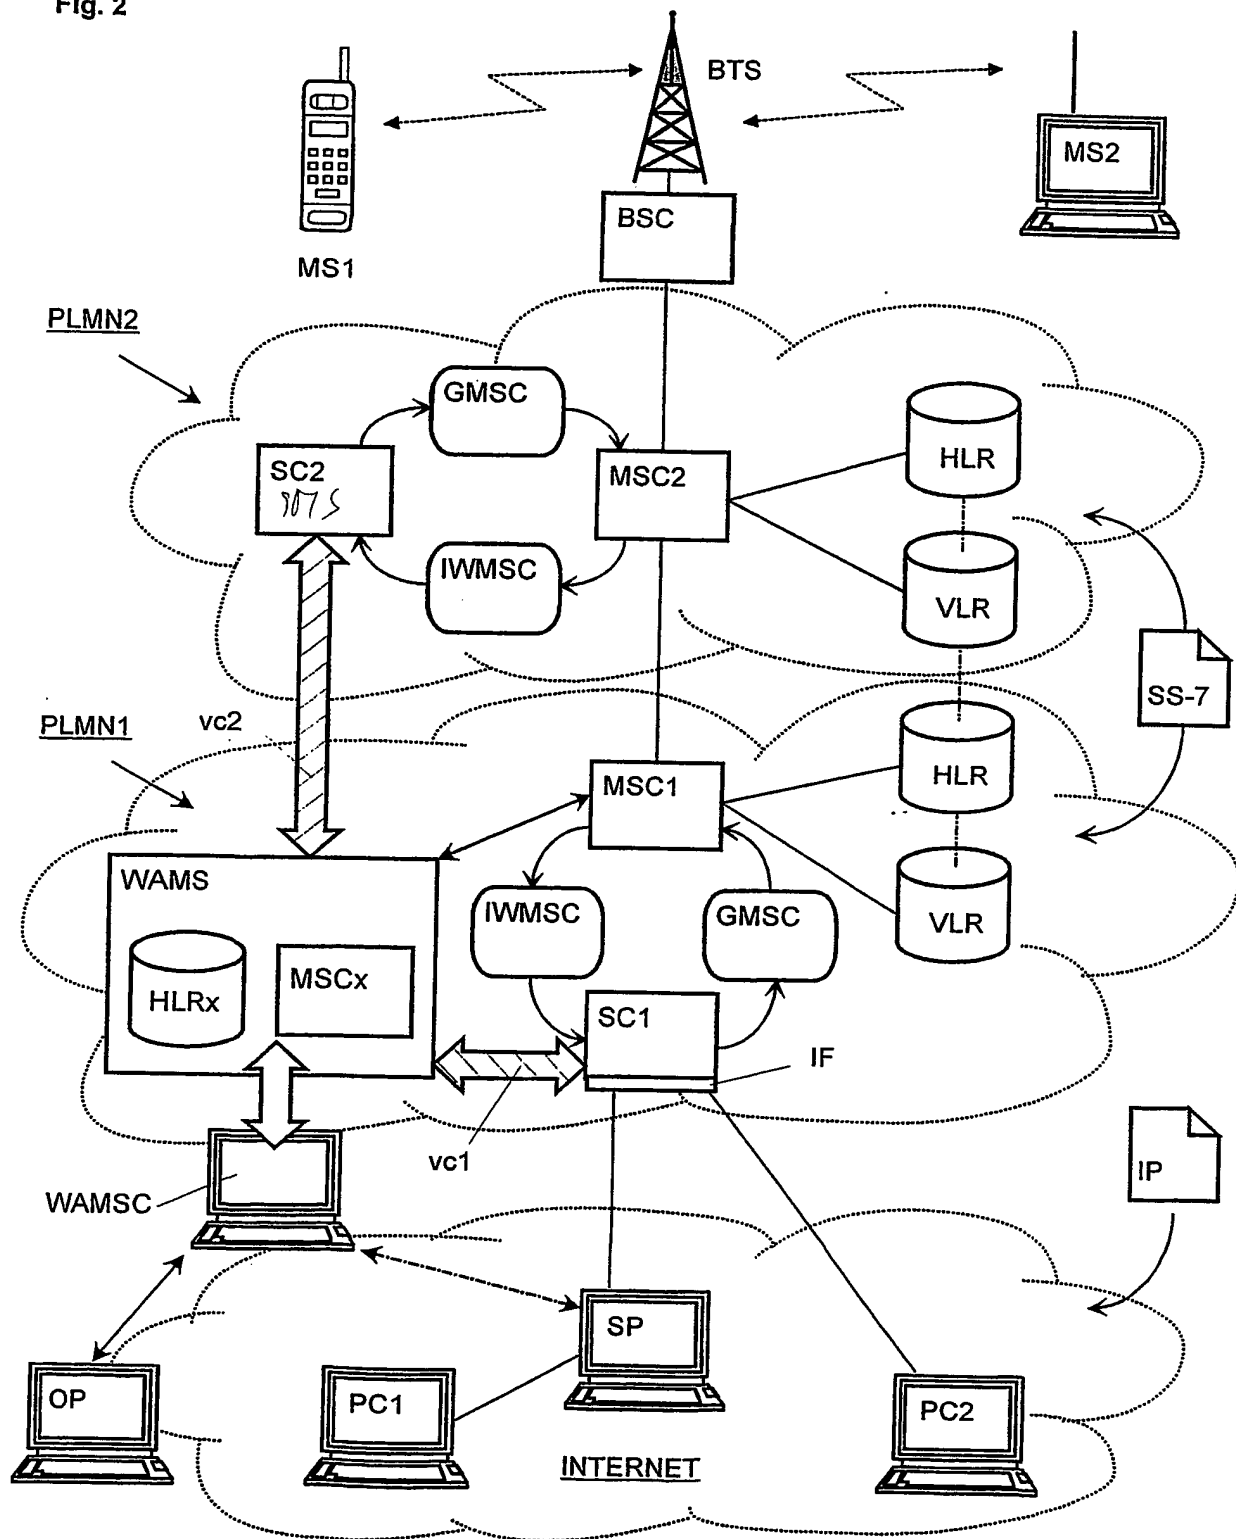 Fig. 2
BTS
MS2
BSC
MS1
PLMN2
GMSC
HLR
SC2
MSC2
IWMSC
VLR
SS-7
PLMN1
vc2
MSC1
HLR
WAMS
IWMSC
GMSC
VLR
HLRx
MSCx
SC1
IF
vc1
IP
WAMSC
SP
OP
PC1
PC2
INTERNET